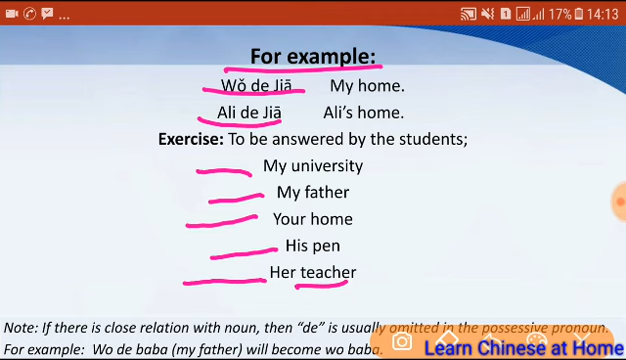 17% 14:13
For example:
Wǒ de Jiā My home.
Ali de Jiā Ali's home.
Exercise: To be answered by the students;
My university
My father
Your home
His pen
Her teacher
Note: If there is close relation with noun, then "de" is usually omitted in the possessive pronoun.
For example: Wo de baba (my father) will become wo baba.
Learn Chinese at Home